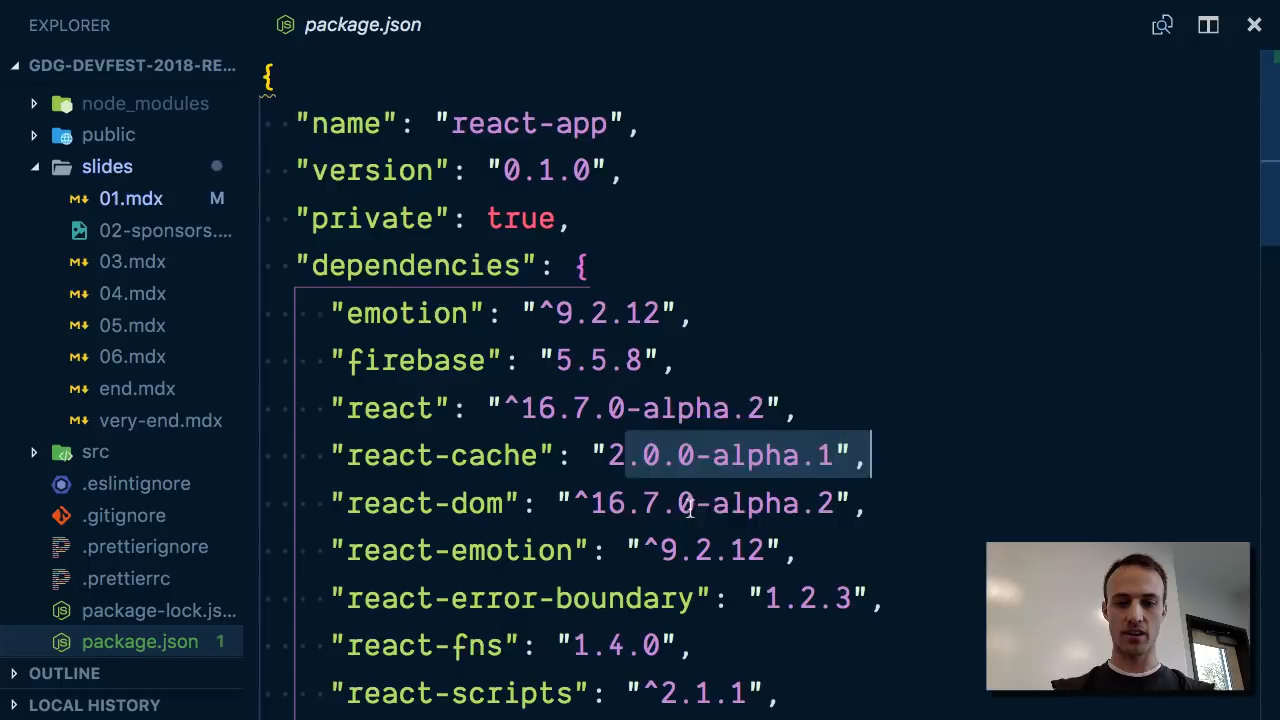 EXPLORER
GDG-DEVFEST-2018-RE...
node_modules
public
slides
01.mdx M
02-sponsors....
03.mdx
04.mdx
05.mdx
06.mdx
end.mdx
very-end.mdx
src
.eslintignore
.gitignore
.prettierignore
.prettierrc
package-lock.js...
package.json 1
OUTLINE
LOCAL HISTORY
package.json
{
"name": "react-app",
"version": "0.1.0",
"private": true,
"dependencies": {
"emotion": "^9.2.12",
"firebase": "5.5.8",
"react": "^16.7.0-alpha.2",
"react-cache": "2.0.0-alpha.1",
"react-dom": "^16.7.0-alpha.2",
"react-emotion": "^9.2.12",
"react-error-boundary": "1.2.3",
"react-fns": "1.4.0",
"react-scripts": "^2.1.1",